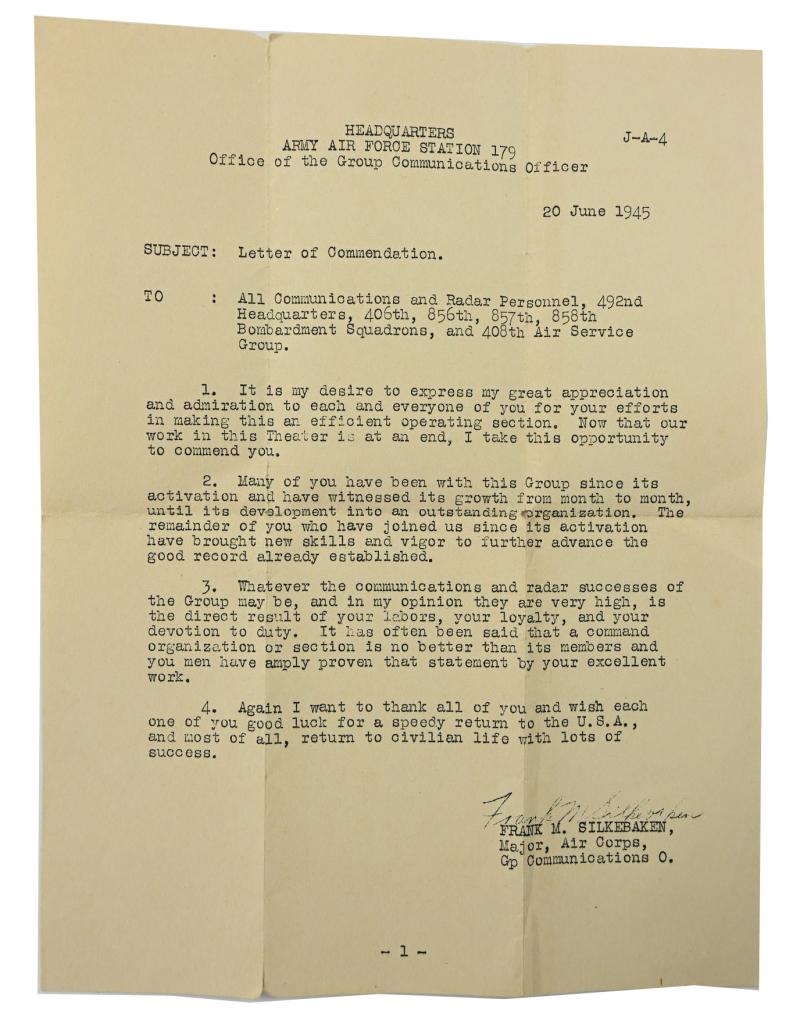 HEADQUARTERS
ARMY AIR FORCE STATION 179
J-A-4
Office of the Group Communications Officer
20 June 1945
SUBJECT: Letter of Commendation.
TO : All Communications and Radar Personnel, 492nd
Headquarters, 406th, 856th, 857th, 858th
Bombardment Squadrons, and 408th Air Service
Group.
1. It is my desire to express my great appreciation
and admiration to each and everyone of you for your efforts
in making this an efficient operating section. Now that our
work in this Theater is at an end, I take this opportunity
to commend you.
2. Many of you have been with this Group since its
activation and have witnessed its growth from month to month,
until its development into an outstanding organization. The
remainder of you who have joined us since its activation
have brought new skills and vigor to further advance the
good record already established.
3. Whatever the communications and radar successes of
the Group may be, and in my opinion they are very high, is
the direct result of your labors, your loyalty, and your
devotion to duty. It has often been said that a command
organization or section is no better than its members and
you men have amply proven that statement by your excellent
work.
4. Again I want to thank all of you and wish each
one of you good luck for a speedy return to the U.S.A.,
and most of all, return to civilian life with lots of
success.
Frank M Silkebaken
FRANK M. SILKEBAKEN,
Major, Air Corps,
Gp Communications O.
- 1 -